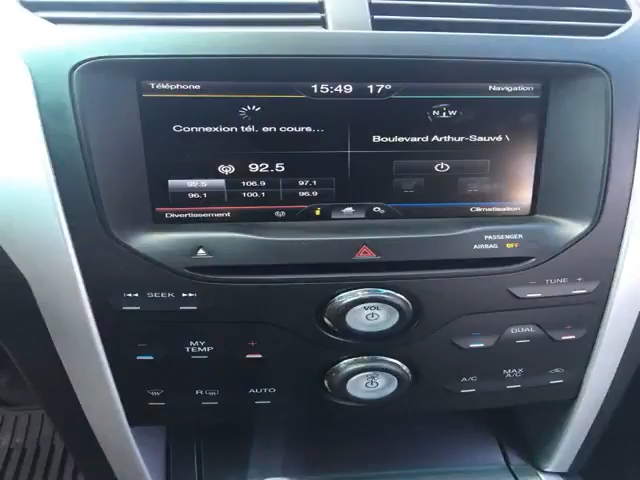 Téléphone 15:49 17° Navigation
Connexion tél. en cours...
N W
Boulevard Arthur-Sauvé \
92.5
92.5 106.9 97.1
96.1 100.1 96.9
Divertissement i Climatisation
PASSENGER
AIRBAG OFF
SEEK
- TUNE +
VOL
- MY TEMP +
DUAL
- +
R AUTO
A/C MAX A/C